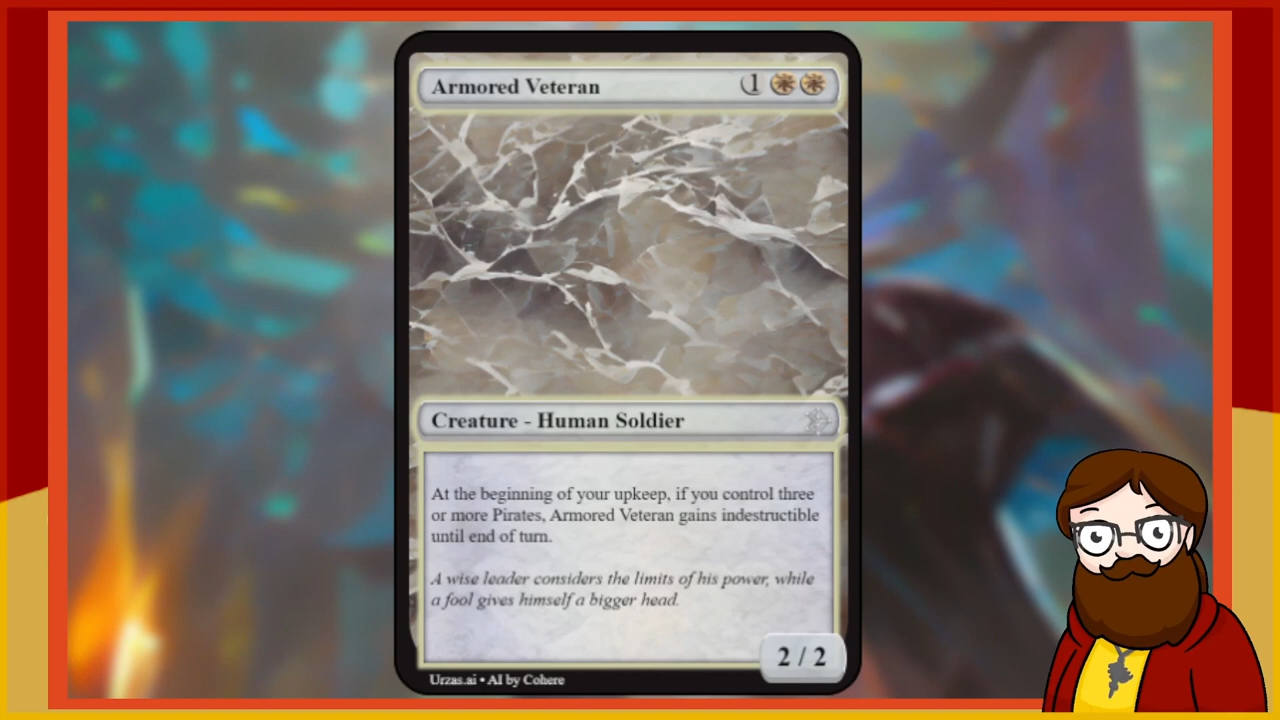 Armored Veteran 1
Creature - Human Soldier
At the beginning of your upkeep, if you control three
or more Pirates, Armored Veteran gains indestructible
until end of turn.
A wise leader considers the limits of his power, while
a fool gives himself a bigger head.
2 / 2
Urzas.ai • AI by Cohere